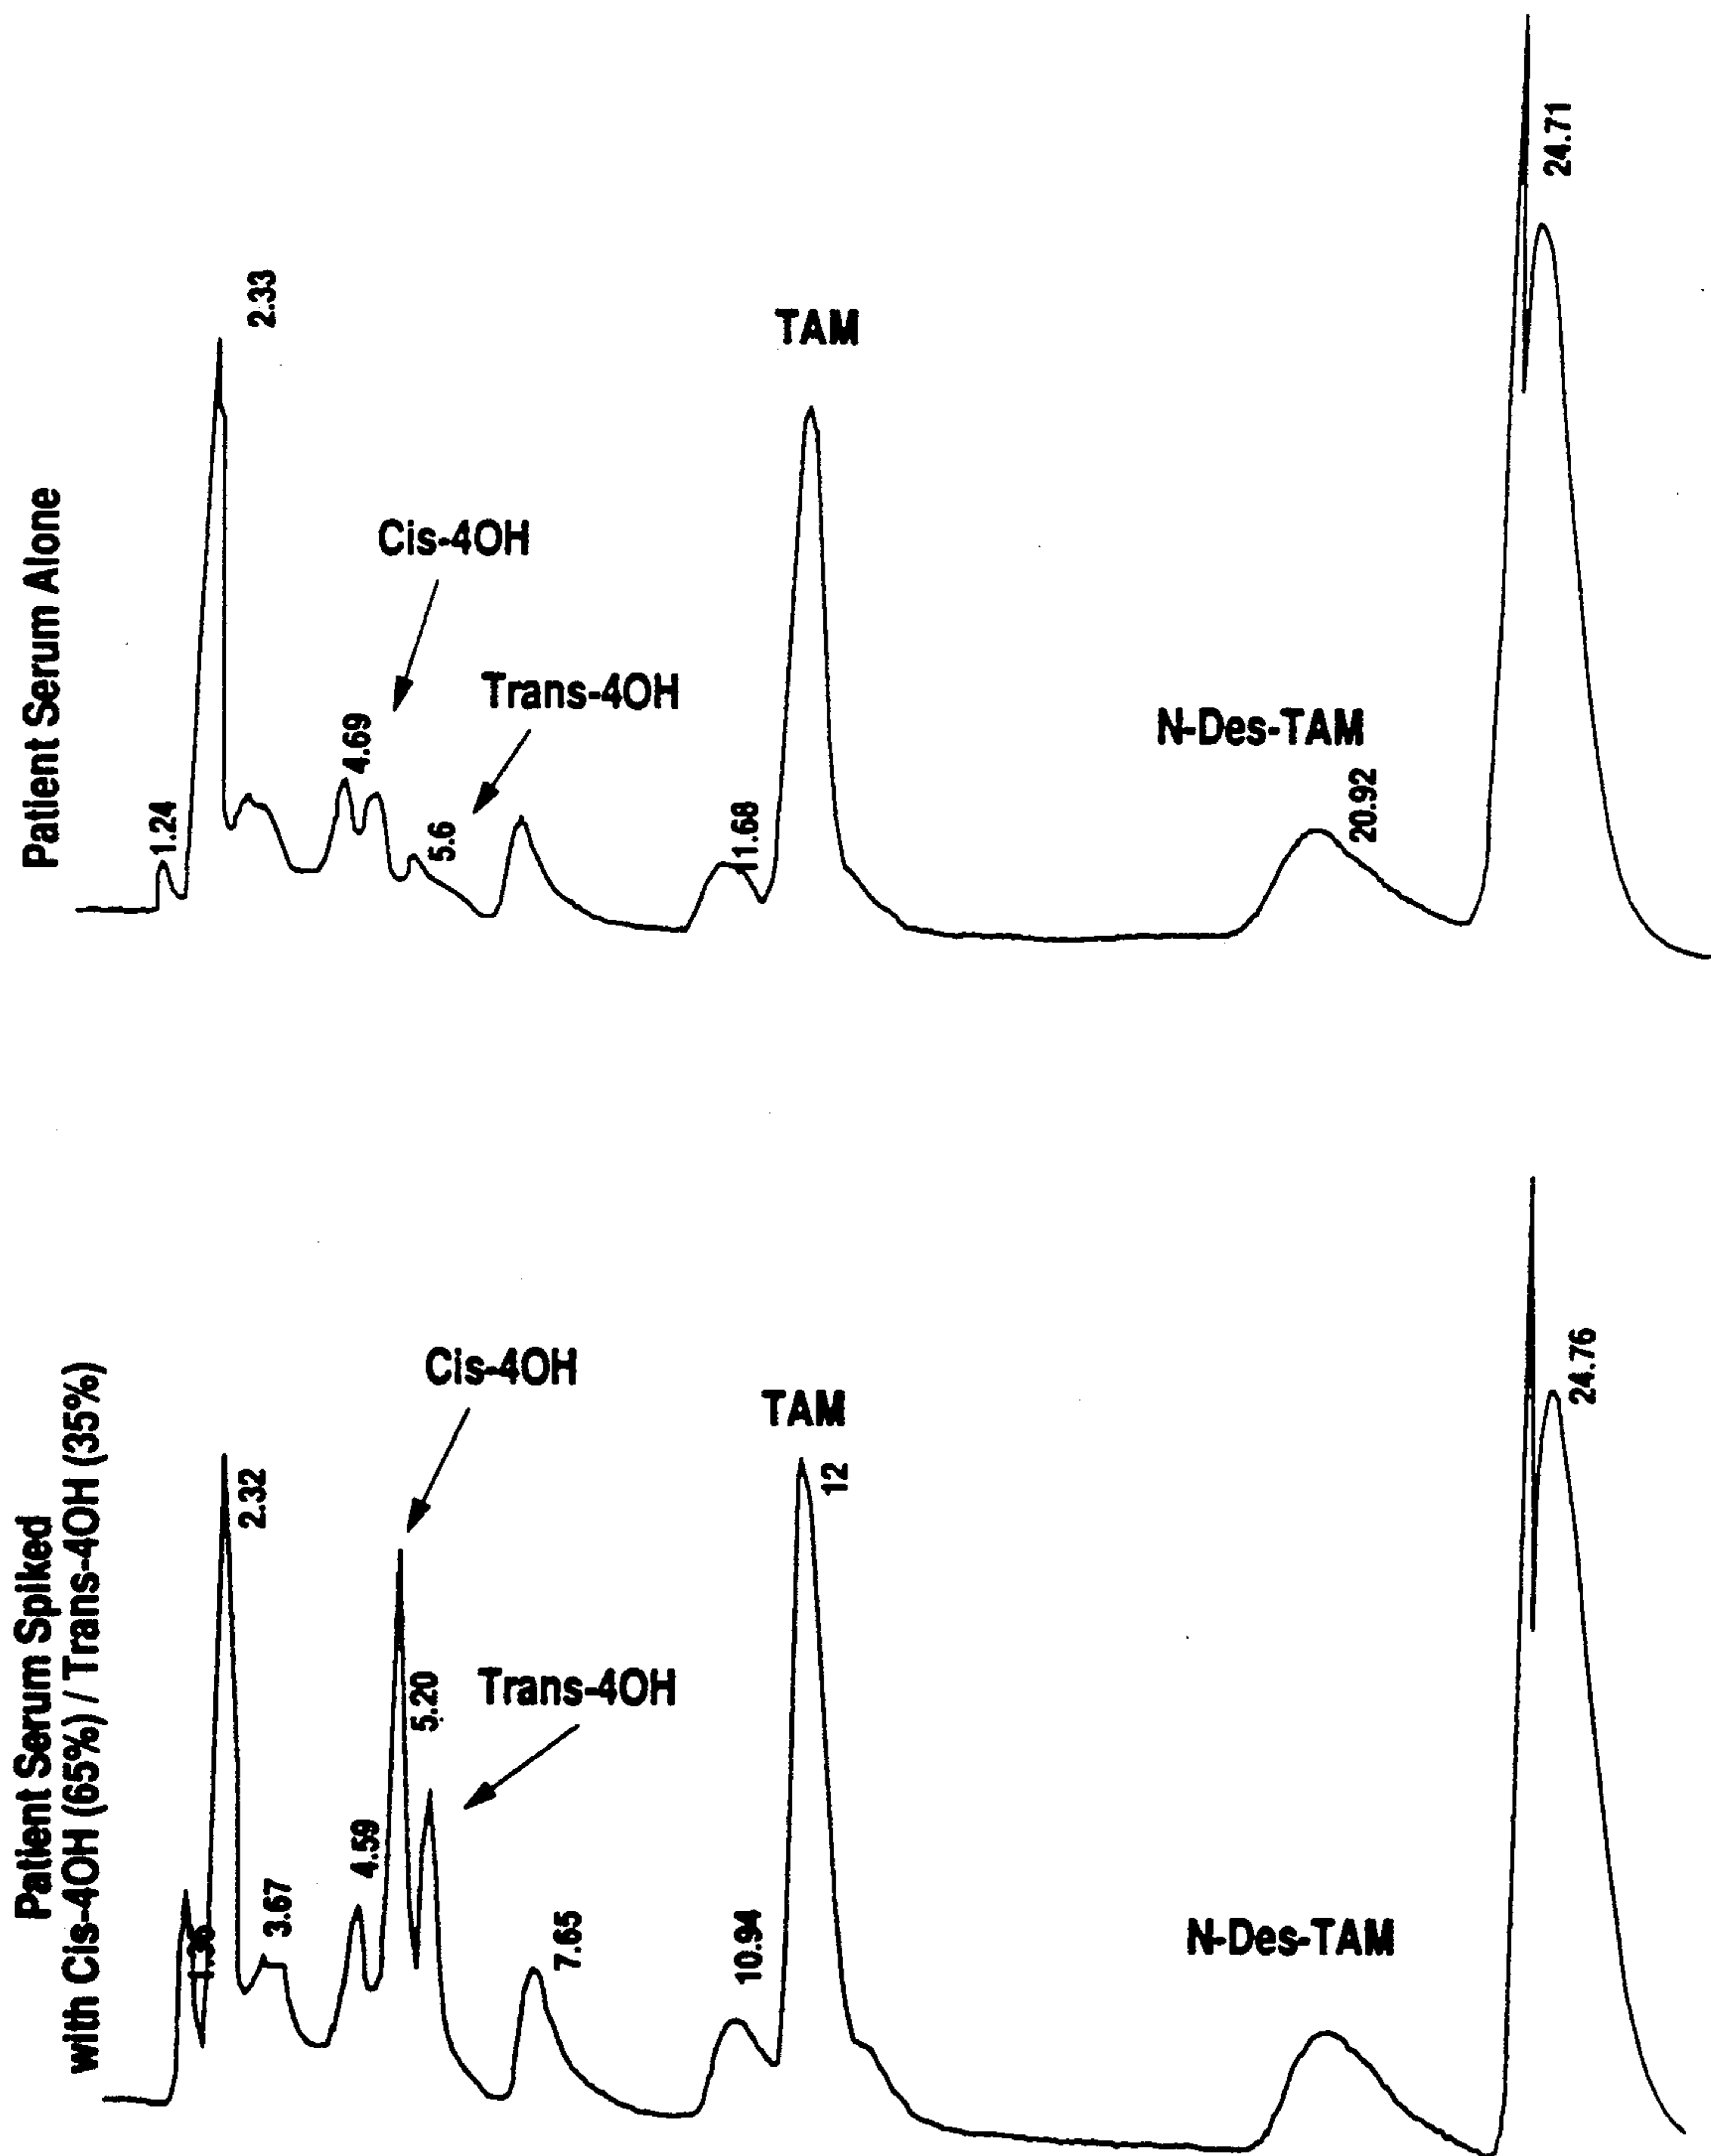 Patient Serum Alone
1.24
2.33
Cis-4OH
4.69
Trans-4OH
5.6
11.68
TAM
N-Des-TAM
20.92
24.71
Patient Serum Spiked
with Cis-4OH (65%) / Trans-4OH (35%)
2.32
3.67
4.59
Cis-4OH
5.20
Trans-4OH
7.65
10.94
TAM
12
N-Des-TAM
24.76